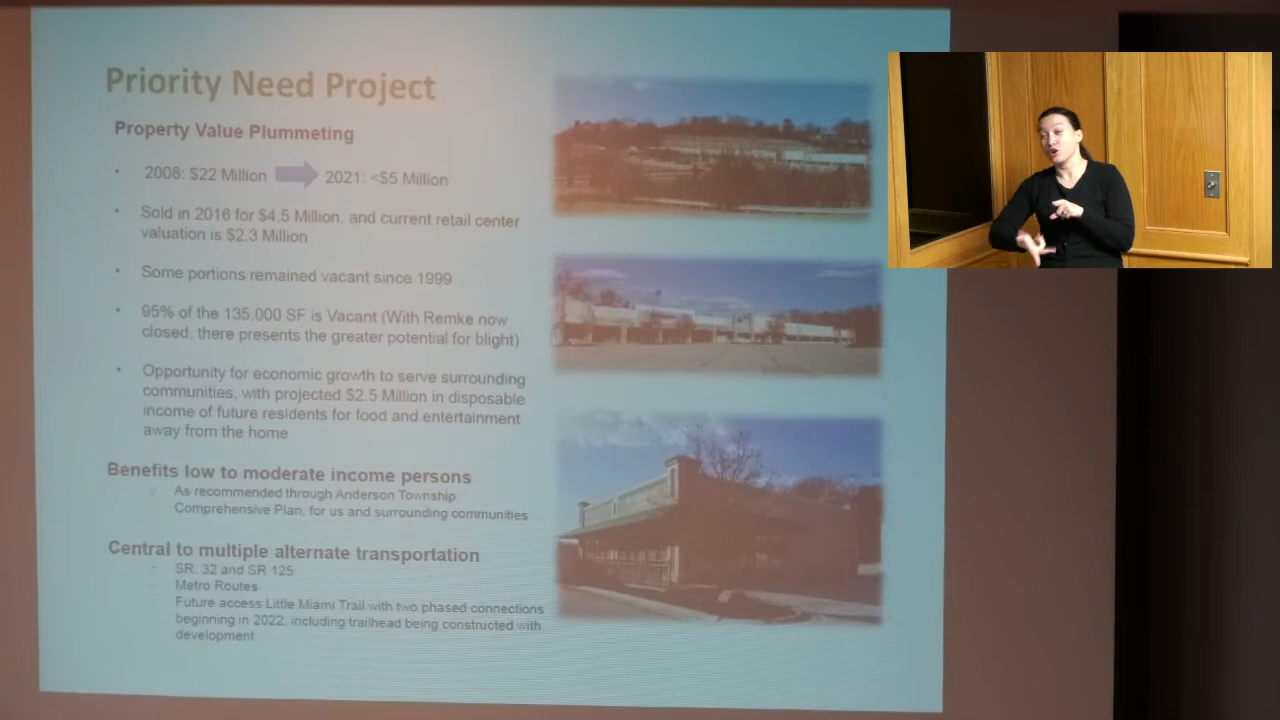 Priority Need Project
Property Value Plummeting
• 2008: $22 Million 2021: <$5 Million
• Sold in 2016 for $4.5 Million, and current retail center
valuation is $2.3 Million
• Some portions remained vacant since 1999
• 95% of the 135,000 SF is Vacant (With Remke now
closed, there presents the greater potential for blight)
• Opportunity for economic growth to serve surrounding
communities, with projected $2.5 Million in disposable
income of future residents for food and entertainment
away from the home
Benefits low to moderate income persons
As recommended through Anderson Township
Comprehensive Plan, for us and surrounding communities
Central to multiple alternate transportation
SR. 32 and SR 125
Metro Routes
Future access Little Miami Trail with two phased connections
beginning in 2022, including trailhead being constructed with
development